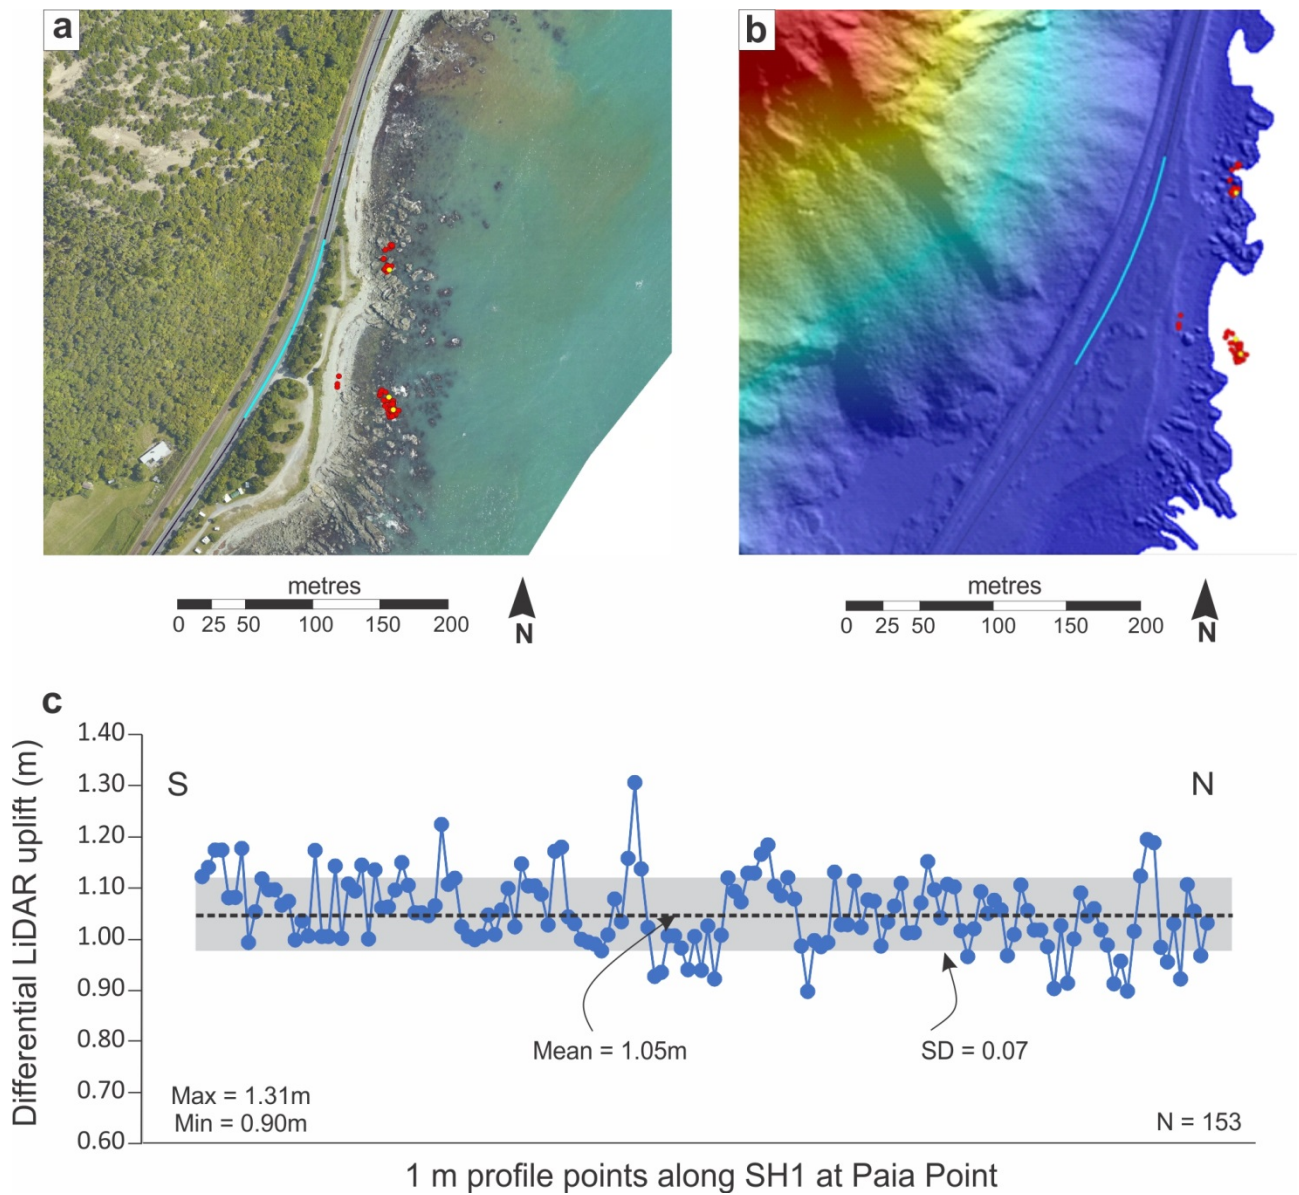 a
b
metres
0 25 50 100 150 200
N
metres
0 25 50 100 150 200
N
c
Differential LiDAR uplift (m)
1.40
1.30
1.20
1.10
1.00
0.90
0.80
0.70
0.60
S
N
Mean = 1.05m
SD = 0.07
Max = 1.31m
Min = 0.90m
N = 153
1 m profile points along SH1 at Paia Point